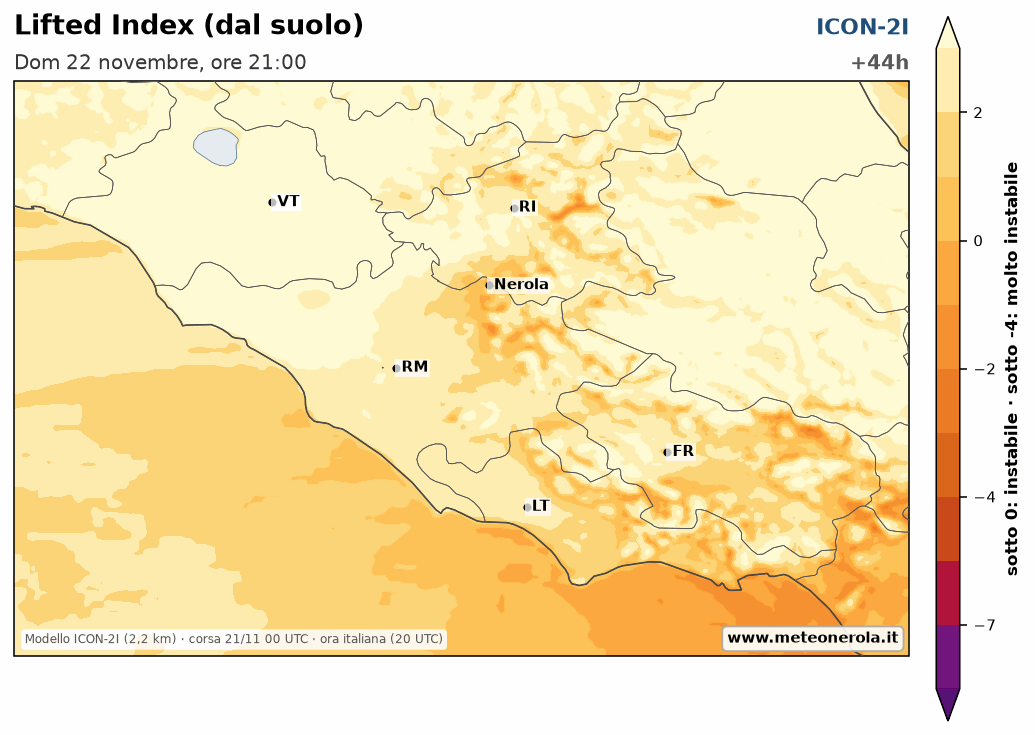 Lifted Index (dal suolo)
ICON-2I
Dom 22 novembre, ore 21:00
+44h
VT
RI
Nerola
RM
FR
LT
Modello ICON-2I (2,2 km) · corsa 21/11 00 UTC · ora italiana (20 UTC)
www.meteonerola.it
2
0
−2
−4
−7
sotto 0: instabile · sotto -4: molto instabile